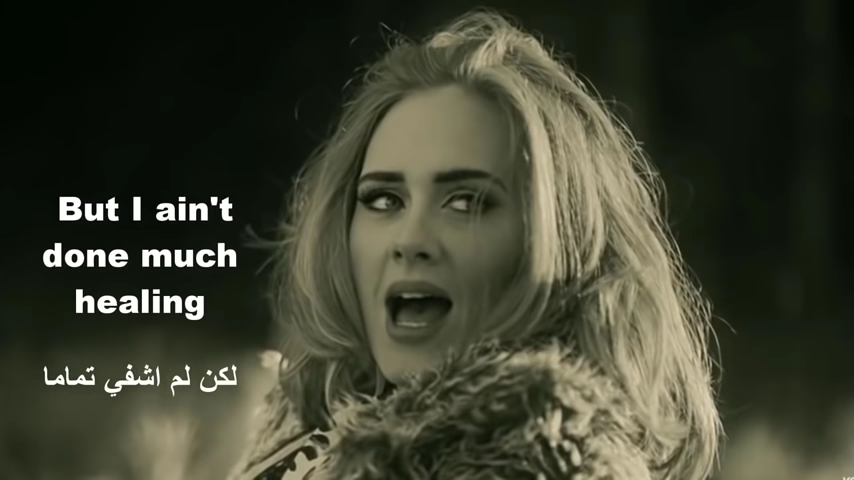 But I ain't
done much
healing
لكن لم اشفي تماما